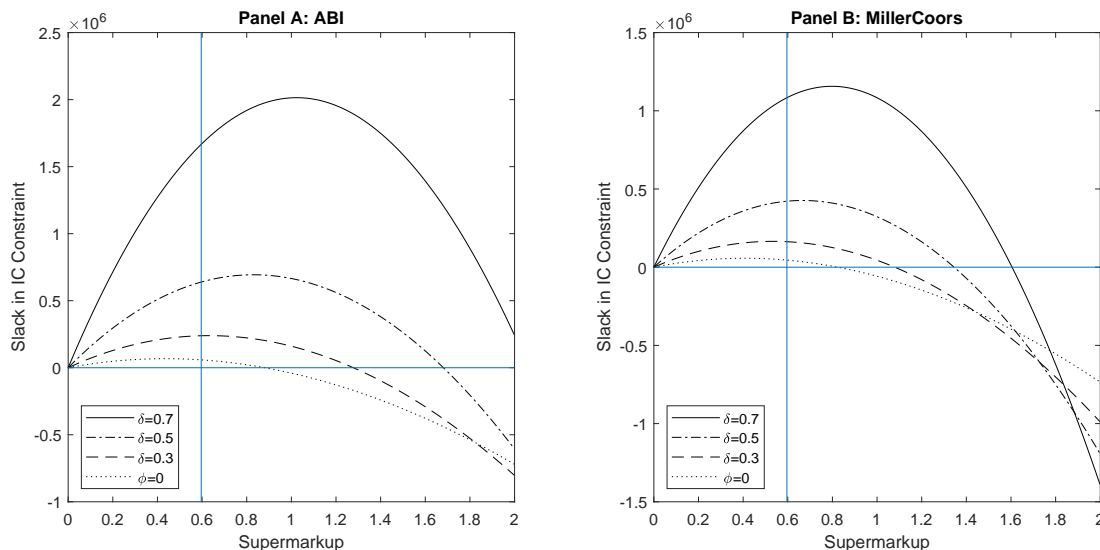 Panel A: ABI
×10⁶
2.5
2
1.5
1
0.5
0
-0.5
-1
Slack in IC Constraint
δ=0.7
δ=0.5
δ=0.3
ϕ=0
0 0.2 0.4 0.6 0.8 1 1.2 1.4 1.6 1.8 2
Supermarkup
Panel B: MillerCoors
×10⁶
1.5
1
0.5
0
-0.5
-1
-1.5
Slack in IC Constraint
δ=0.7
δ=0.5
δ=0.3
ϕ=0
0 0.2 0.4 0.6 0.8 1 1.2 1.4 1.6 1.8 2
Supermarkup